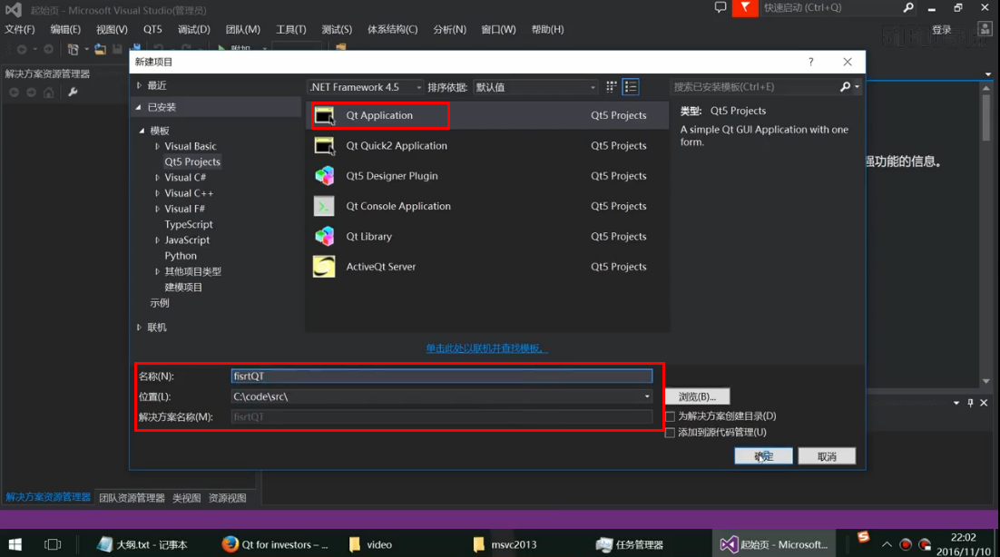 起始页 - Microsoft Visual Studio(管理员)
快速启动 (Ctrl+Q)
文件(F) 编辑(E) 视图(V) QT5 调试(D) 团队(M) 工具(T) 测试(S) 体系结构(C) 分析(N) 窗口(W) 帮助(H)
登录
附加
解决方案资源管理器
新建项目
最近
.NET Framework 4.5 排序依据: 默认值
搜索已安装模板(Ctrl+E)
已安装
模板
Visual Basic
Qt5 Projects
Visual C#
Visual C++
Visual F#
TypeScript
JavaScript
Python
其他项目类型
建模项目
示例
联机
Qt Application Qt5 Projects
Qt Quick2 Application Qt5 Projects
Qt5 Designer Plugin Qt5 Projects
Qt Console Application Qt5 Projects
Qt Library Qt5 Projects
ActiveQt Server Qt5 Projects
类型: Qt5 Projects
A simple Qt GUI Application with one
form.
强功能的信息。
单击此处以联机并查找模板。
名称(N): fisrtQT
位置(L): C:\code\src\
浏览(B)...
解决方案名称(M): fisrtQT
为解决方案创建目录(D)
添加到源代码管理(U)
确定 取消
解决方案资源管理器 团队资源管理器 类视图 资源视图
大纲.txt - 记事本
Qt for investors – ...
video
msvc2013
任务管理器
起始页 - Microsoft...
22:02
2016/11/10